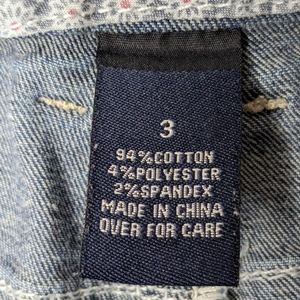 3
94%COTTON
4%POLYESTER
2%SPANDEX
MADE IN CHINA
OVER FOR CARE